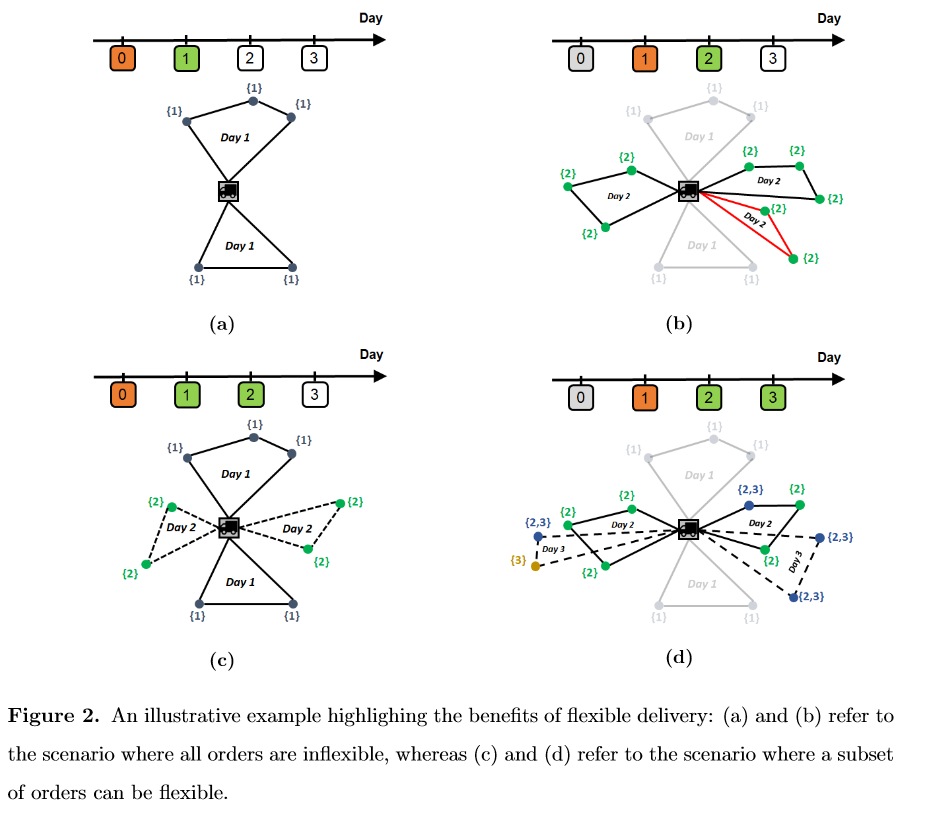 Day
0 1 2 3
{1}
{1} {1}
Day 1
Day 1
{1} {1}
(a)
Day
0 1 2 3
{1}
{1} {1}
Day 1
{2} {2} {2}
{2} Day 2
Day 2 {2}
{2} Day 2
{2}
Day 1
{2}
{1} {1}
(b)
Day
0 1 2 3
{1}
{1} {1}
Day 1
{2} {2}
Day 2 Day 2
{2} {2}
Day 1
{1} {1}
(c)
Day
0 1 2 3
{1}
{1} {1}
Day 1
{2} {2,3} {2}
{2,3} {2} Day 2 Day 2
{2,3}
{3} Day 3 {2} Day 3
{2}
Day 1 {2,3}
{1} {1}
(d)
Figure 2. An illustrative example highlighing the benefits of flexible delivery: (a) and (b) refer to
the scenario where all orders are inflexible, whereas (c) and (d) refer to the scenario where a subset
of orders can be flexible.